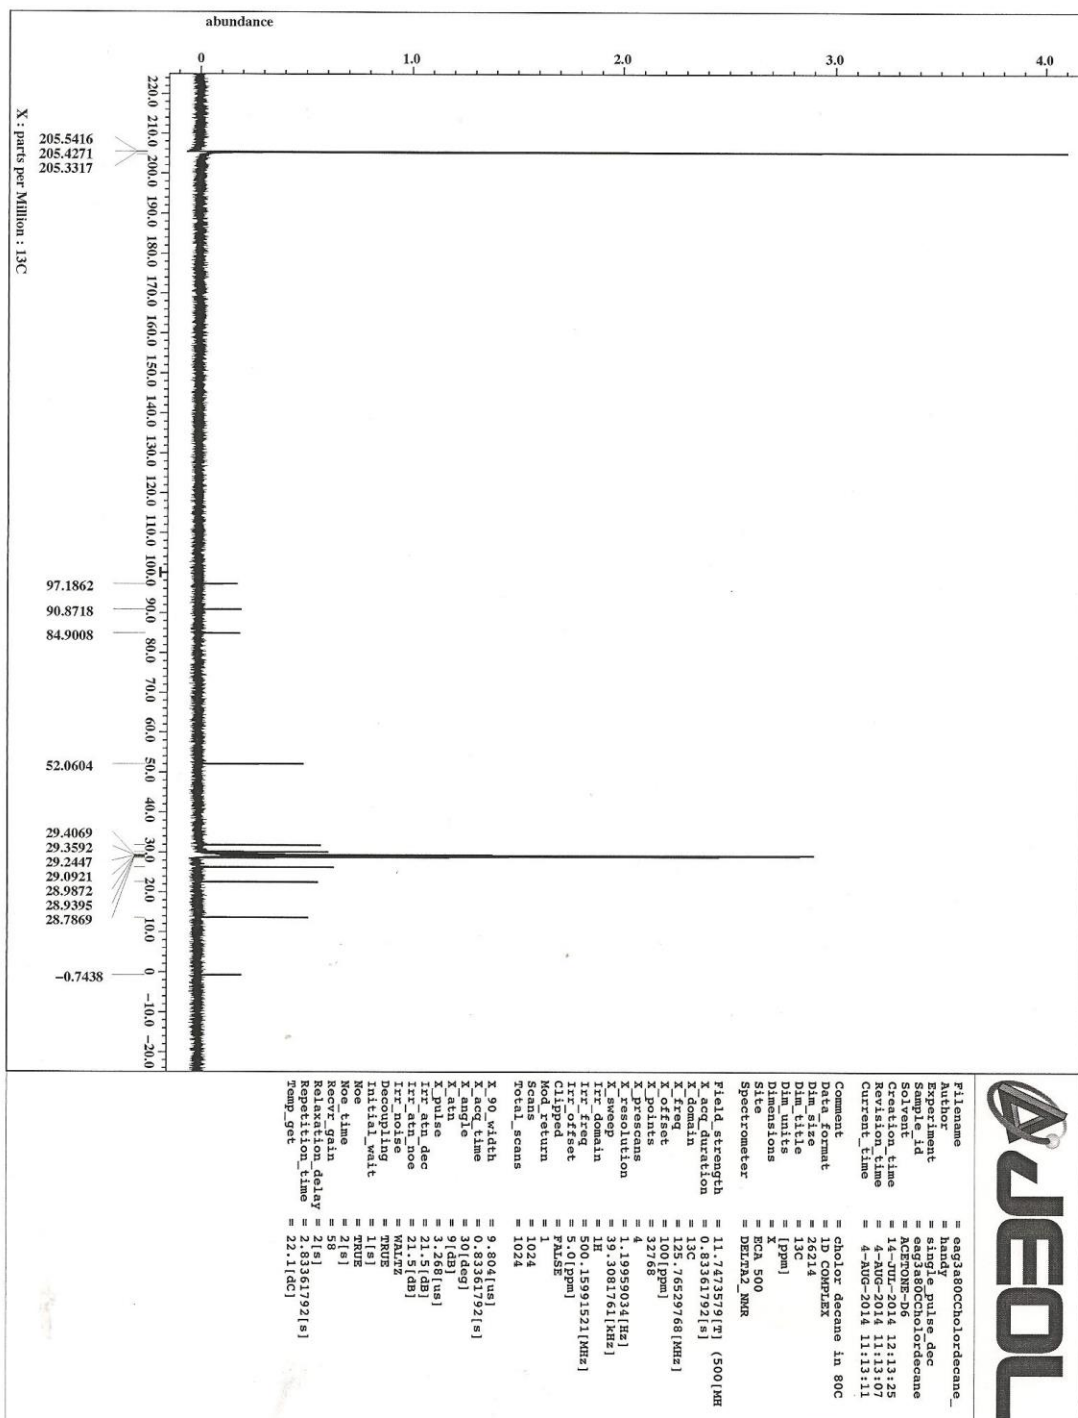 abundance
0 1.0 2.0 3.0 4.0
220.0 210.0 200.0 190.0 180.0 170.0 160.0 150.0 140.0 130.0 120.0 110.0 100.0 90.0 80.0 70.0 60.0 50.0 40.0 30.0 20.0 10.0 0 −10.0 −20.0
X : parts per Million : 13C
205.5416
205.4271
205.3317
97.1862
90.8718
84.9008
52.0604
29.4069
29.3592
29.2447
29.0921
28.9872
28.9395
28.7869
−0.7438
JEOL
Filename = eag3a80CCholordecane_
Author = handy
Experiment = single_pulse_dec
Sample_id = eag3a80CCholordecane
Solvent = ACETONE-D6
Creation_time = 14-JUL-2014 12:13:25
Revision_time = 4-AUG-2014 11:13:07
Current_time = 4-AUG-2014 11:13:11
Comment = cholor decane in 80C
Data_format = 1D COMPLEX
Dim_size = 26214
Dim_title = 13C
Dim_units = [ppm]
Dimensions = X
Site = ECA 500
Spectrometer = DELTA2_NMR
Field_strength = 11.7473579[T] (500[MH
X_acq_duration = 0.83361792[s]
X_domain = 13C
X_freq = 125.76529768[MHz]
X_offset = 100[ppm]
X_points = 32768
X_prescans = 4
X_resolution = 1.19959034[Hz]
X_sweep = 39.3081761[kHz]
Irr_domain = 1H
Irr_freq = 500.15991521[MHz]
Irr_offset = 5.0[ppm]
Clipped = FALSE
Mod_return = 1
Scans = 1024
Total_scans = 1024
X_90_width = 9.804[us]
X_acq_time = 0.83361792[s]
X_angle = 30[deg]
X_atn = 9[dB]
X_pulse = 3.268[us]
Irr_atn_dec = 21.5[dB]
Irr_atn_noe = 21.5[dB]
Irr_noise = WALTZ
Decoupling = TRUE
Initial_wait = 1[s]
Noe = TRUE
Noe_time = 2[s]
Recvr_gain = 58
Relaxation_delay = 2[s]
Repetition_time = 2.83361792[s]
Temp_get = 22.1[dC]